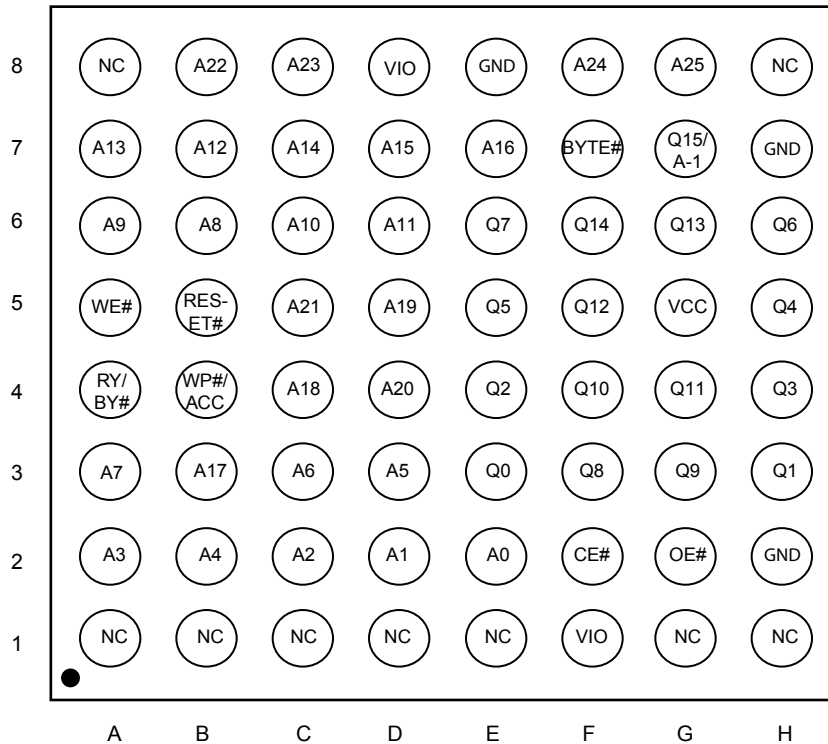 8 NC A22 A23 VIO GND A24 A25 NC
7 A13 A12 A14 A15 A16 BYTE# Q15/
A-1 GND
6 A9 A8 A10 A11 Q7 Q14 Q13 Q6
5 WE# RES-
ET# A21 A19 Q5 Q12 VCC Q4
4 RY/
BY# WP#/
ACC A18 A20 Q2 Q10 Q11 Q3
3 A7 A17 A6 A5 Q0 Q8 Q9 Q1
2 A3 A4 A2 A1 A0 CE# OE# GND
1 NC NC NC NC NC VIO NC NC
A B C D E F G H